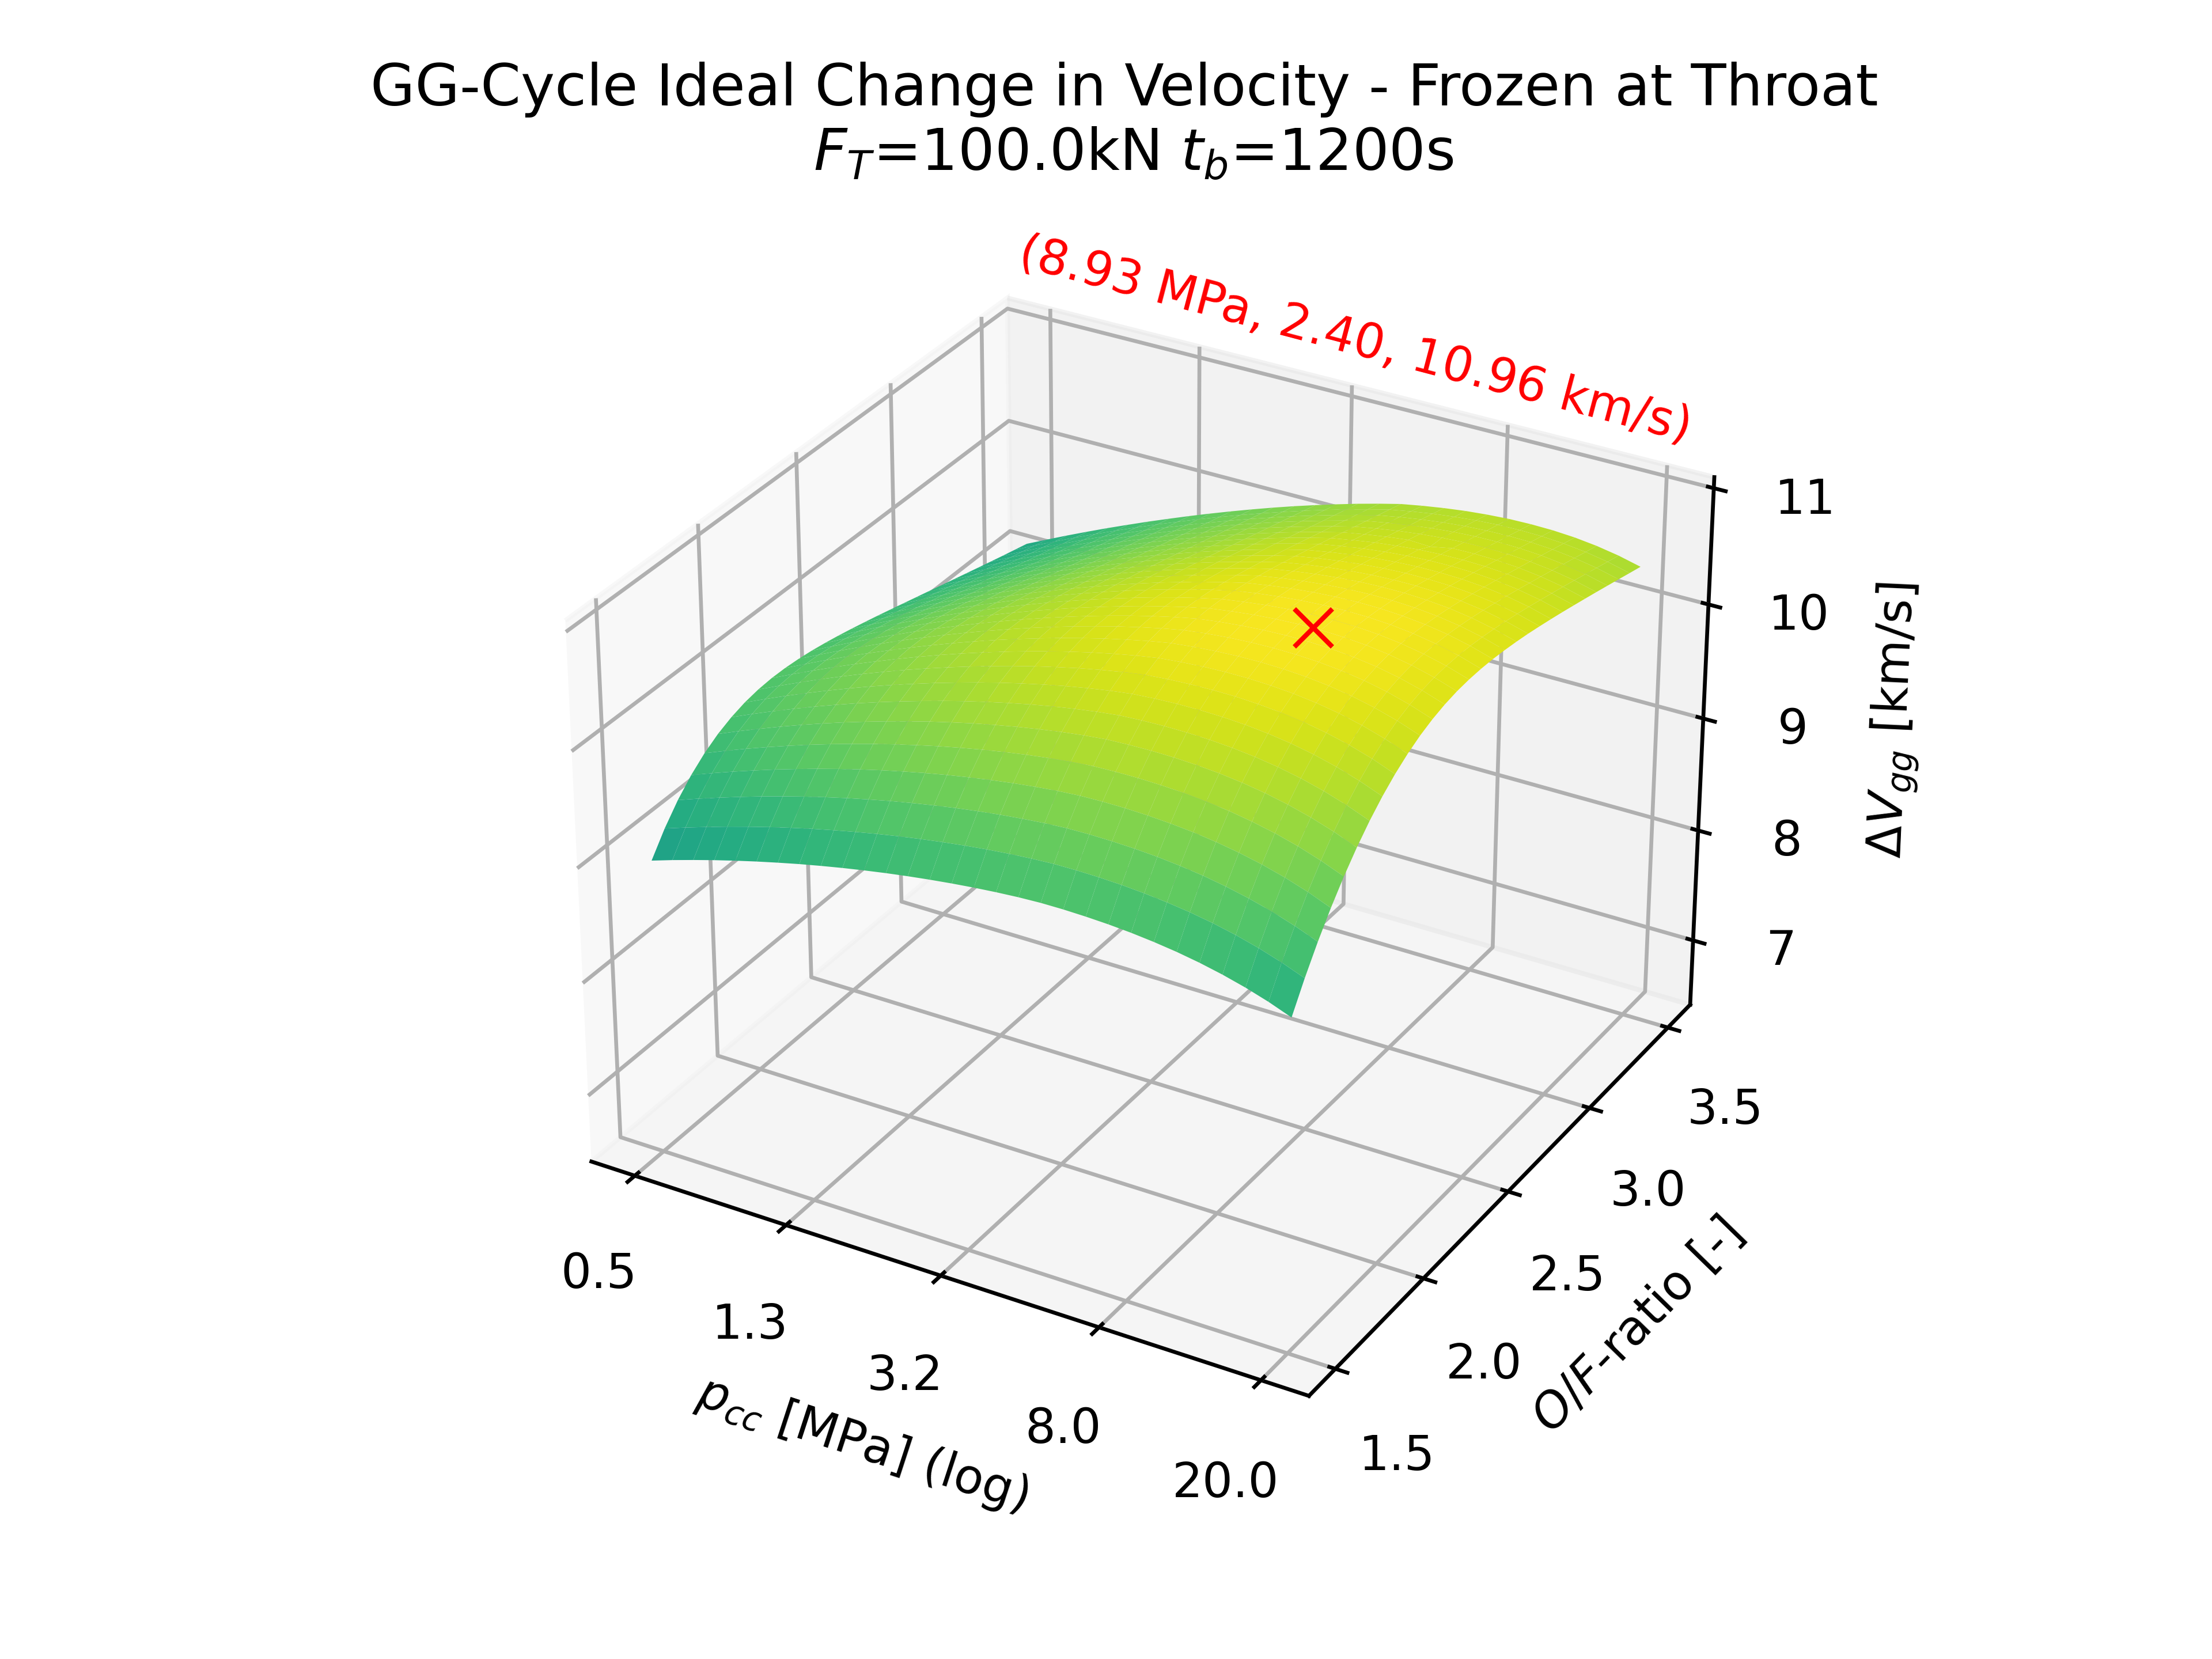 GG-Cycle Ideal Change in Velocity - Frozen at Throat
F_T=100.0kN t_b=1200s
(8.93 MPa, 2.40, 10.96 km/s)
11
10
9
8
7
ΔV_gg [km/s]
3.5
3.0
2.5
2.0
1.5
O/F-ratio [-]
0.5
1.3
3.2
8.0
20.0
p_cc [MPa] (log)